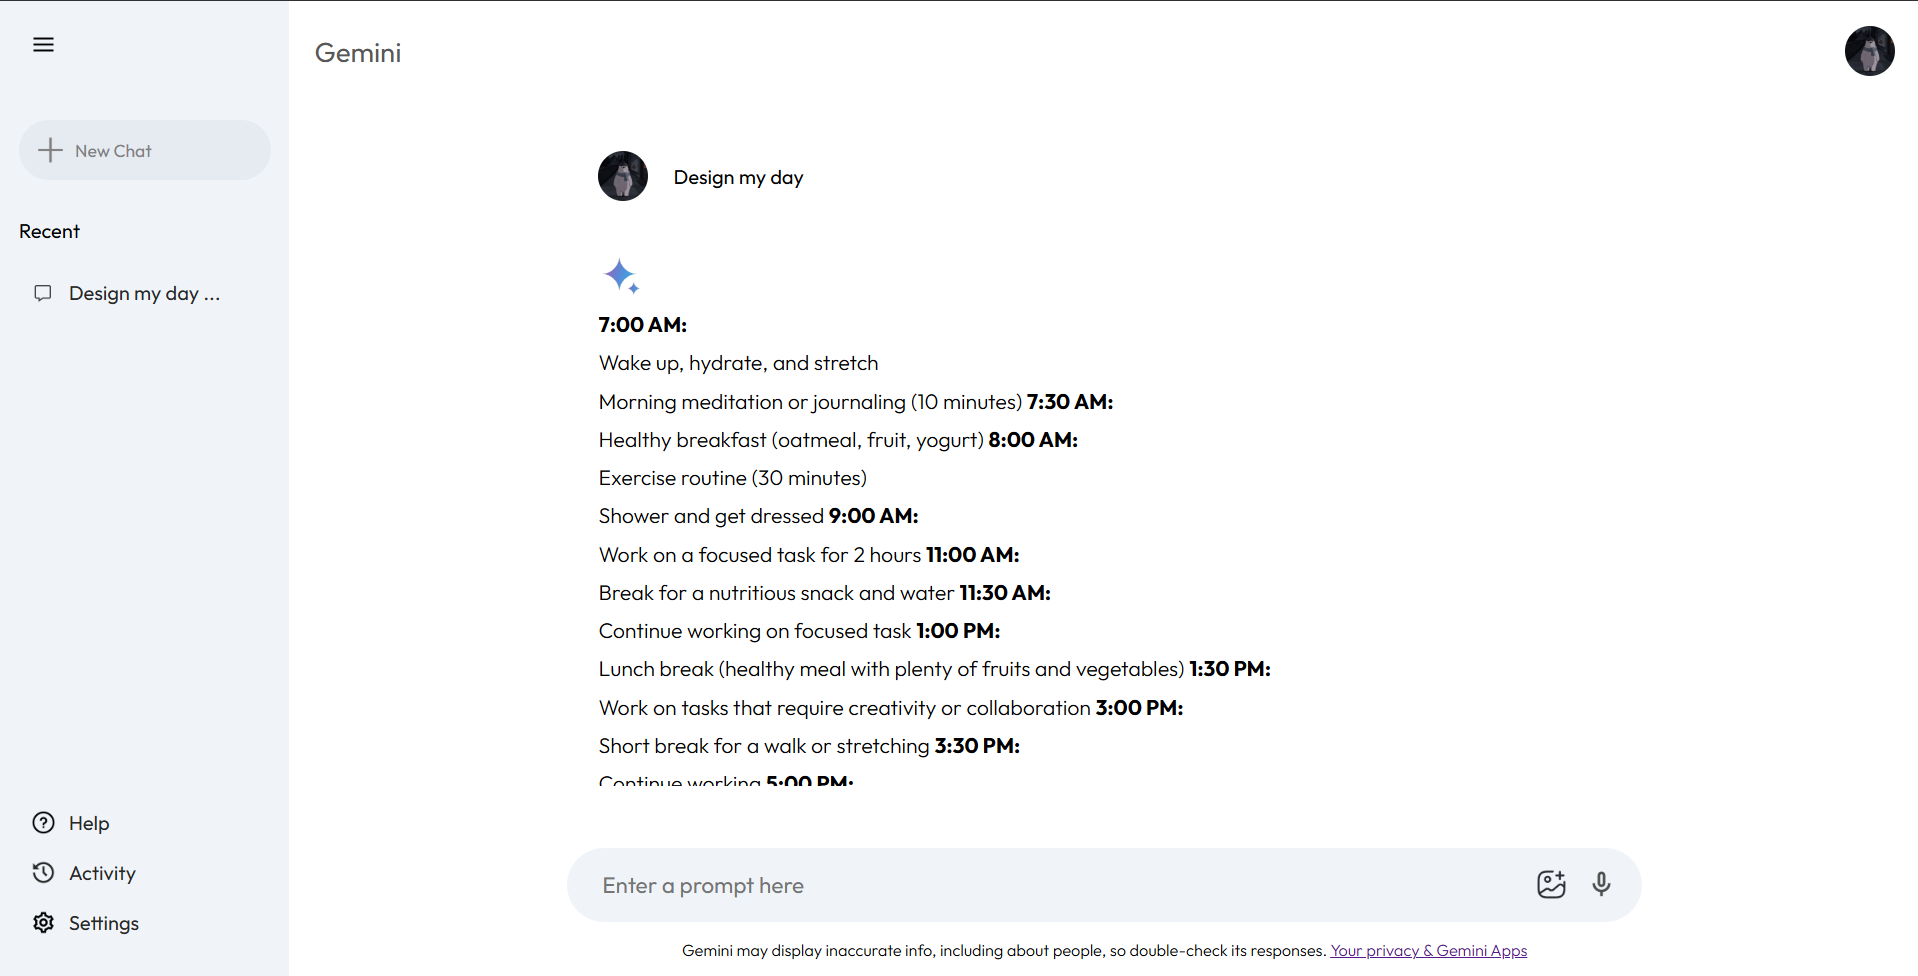 Gemini
New Chat
Recent
Design my day ...
Help
Activity
Settings
Design my day
7:00 AM:
Wake up, hydrate, and stretch
Morning meditation or journaling (10 minutes) 7:30 AM:
Healthy breakfast (oatmeal, fruit, yogurt) 8:00 AM:
Exercise routine (30 minutes)
Shower and get dressed 9:00 AM:
Work on a focused task for 2 hours 11:00 AM:
Break for a nutritious snack and water 11:30 AM:
Continue working on focused task 1:00 PM:
Lunch break (healthy meal with plenty of fruits and vegetables) 1:30 PM:
Work on tasks that require creativity or collaboration 3:00 PM:
Short break for a walk or stretching 3:30 PM:
Continue working 5:00 PM:
Enter a prompt here
Gemini may display inaccurate info, including about people, so double-check its responses. Your privacy & Gemini Apps